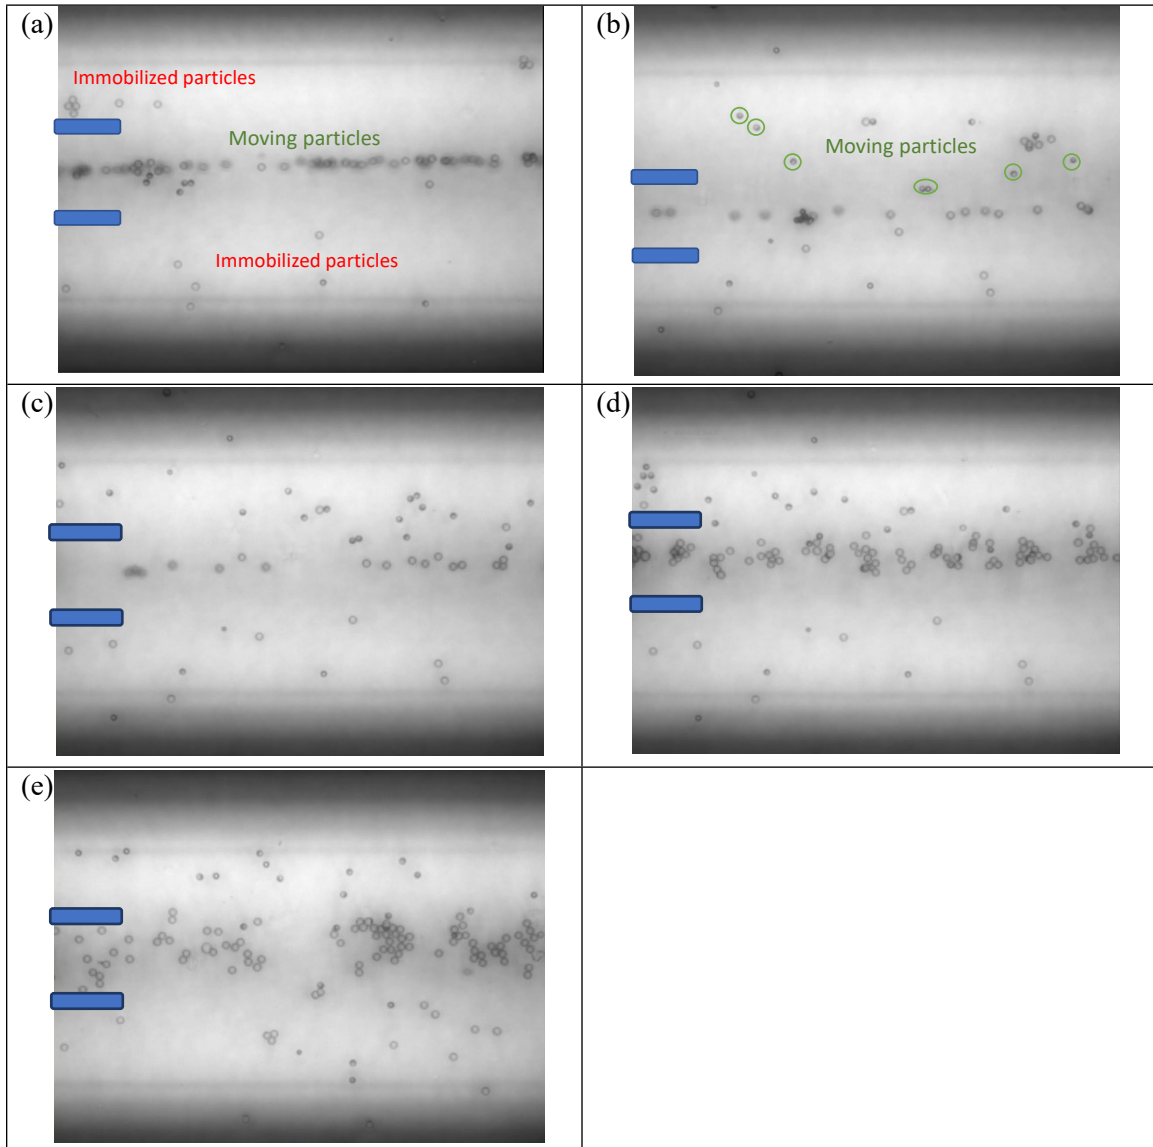 (a)
Immobilized particles
Moving particles
Immobilized particles
(b)
Moving particles
(c)
(d)
(e)